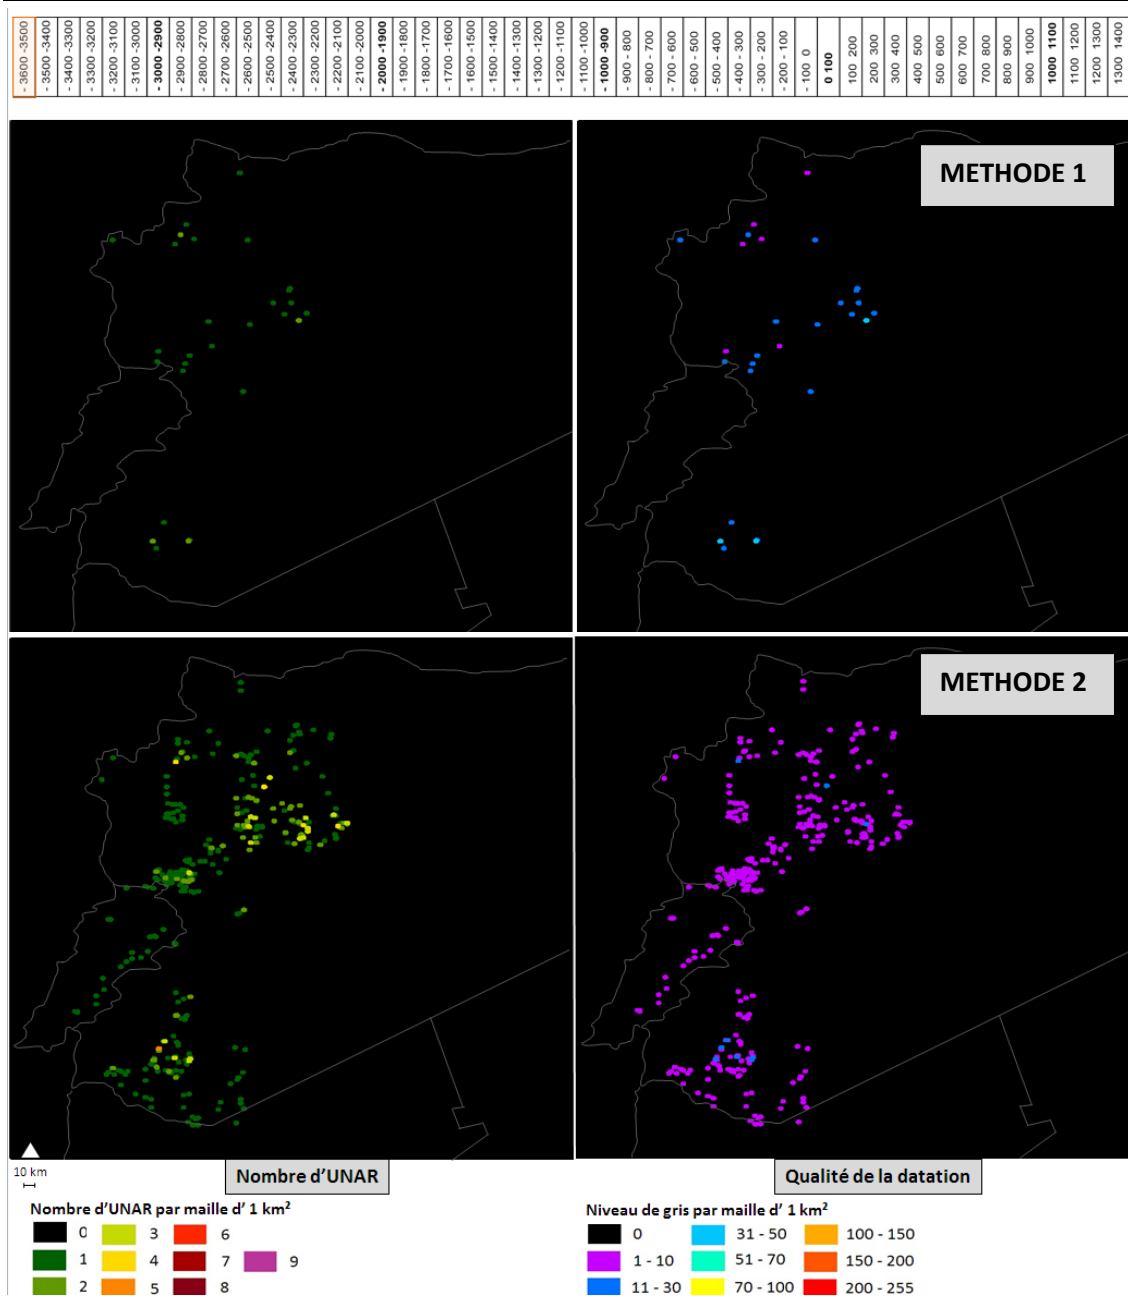 - 3600 -3500
- 3500 -3400
- 3400 -3300
- 3300 -3200
- 3200 -3100
- 3100 -3000
- 3000 -2900
- 2900 -2800
- 2800 -2700
- 2700 -2600
- 2600 -2500
- 2500 -2400
- 2400 -2300
- 2300 -2200
- 2200 -2100
- 2100 -2000
- 2000 -1900
- 1900 -1800
- 1800 -1700
- 1700 -1600
- 1600 -1500
- 1500 -1400
- 1400 -1300
- 1300 -1200
- 1200 -1100
- 1100 -1000
- 1000 -900
- 900 - 800
- 800 - 700
- 700 - 600
- 600 - 500
- 500 - 400
- 400 - 300
- 300 - 200
- 200 - 100
- 100 0
0 100
100 200
200 300
300 400
400 500
500 600
600 700
700 800
800 900
900 1000
1000 1100
1100 1200
1200 1300
1300 1400
METHODE 1
METHODE 2
10 km
Nombre d'UNAR
Qualité de la datation
Nombre d'UNAR par maille d' 1 km²
0 3 6
1 4 7 9
2 5 8
Niveau de gris par maille d' 1 km²
0 31 - 50 100 - 150
1 - 10 51 - 70 150 - 200
11 - 30 70 - 100 200 - 255